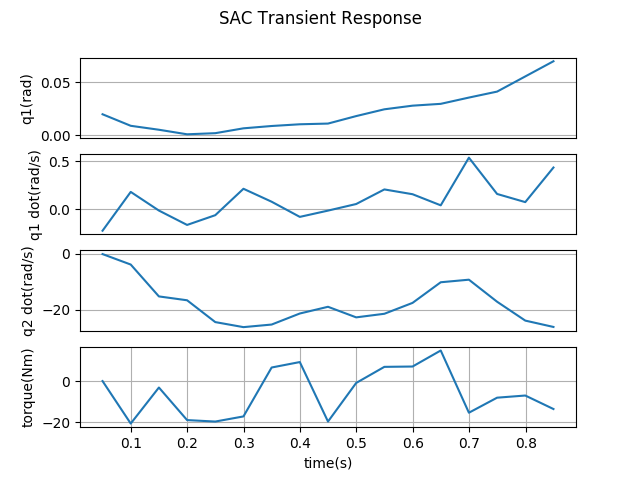 SAC Transient Response
q1(rad)
0.05
0.00
q1 dot(rad/s)
0.5
0.0
q2 dot(rad/s)
0
−20
torque(Nm)
0
−20
0.1 0.2 0.3 0.4 0.5 0.6 0.7 0.8
time(s)